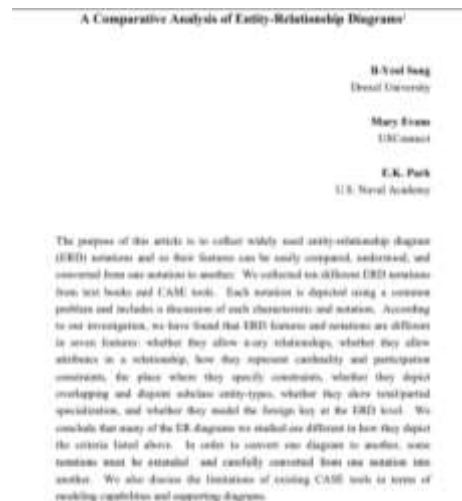 A Comparative Analysis of Entity-Relationship Diagrams¹
Il-Yeol Song
Drexel University
Mary Evans
USConnect
E.K. Park
U.S. Naval Academy
The purpose of this article is to collect widely used entity-relationship diagram
(ERD) notations and so their features can be easily compared, understood, and
converted from one notation to another. We collected ten different ERD notations
from text books and CASE tools. Each notation is depicted using a common
problem and includes a discussion of each characteristic and notation. According
to our investigation, we have found that ERD features and notations are different
in seven features: whether they allow n-ary relationships, whether they allow
attributes in a relationship, how they represent cardinality and participation
constraints, the place where they specify constraints, whether they depict
overlapping and disjoint subclass entity-types, whether they show total/partial
specialization, and whether they model the foreign key at the ERD level. We
conclude that many of the ER diagrams we studied are different in how they depict
the criteria listed above. In order to convert one diagram to another, some
notations must be extended and carefully converted from one notation into
another. We also discuss the limitations of existing CASE tools in terms of
modeling capabilities and supporting diagrams.